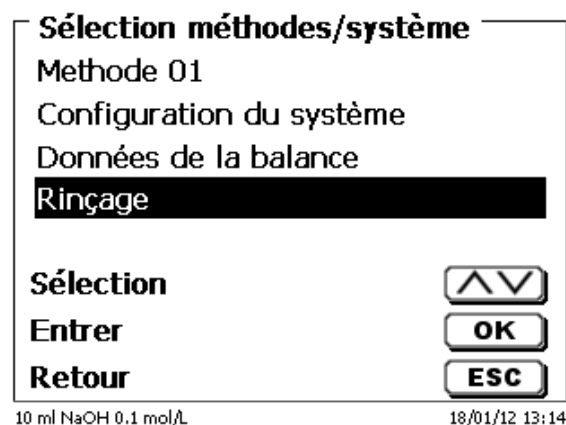 Sélection méthodes/système
Methode 01
Configuration du système
Données de la balance
Rinçage
Sélection
Entrer OK
Retour ESC
10 ml NaOH 0.1 mol/L 18/01/12 13:14